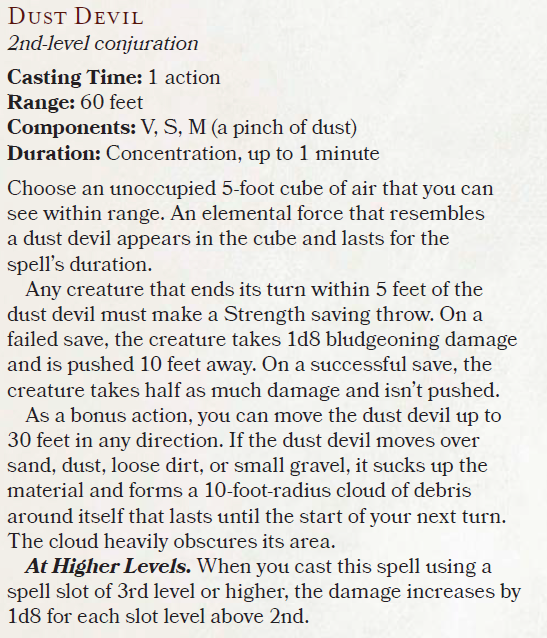 Dust Devil
2nd-level conjuration
Casting Time: 1 action
Range: 60 feet
Components: V, S, M (a pinch of dust)
Duration: Concentration, up to 1 minute
Choose an unoccupied 5-foot cube of air that you can
see within range. An elemental force that resembles
a dust devil appears in the cube and lasts for the
spell's duration.
Any creature that ends its turn within 5 feet of the
dust devil must make a Strength saving throw. On a
failed save, the creature takes 1d8 bludgeoning damage
and is pushed 10 feet away. On a successful save, the
creature takes half as much damage and isn't pushed.
As a bonus action, you can move the dust devil up to
30 feet in any direction. If the dust devil moves over
sand, dust, loose dirt, or small gravel, it sucks up the
material and forms a 10-foot-radius cloud of debris
around itself that lasts until the start of your next turn.
The cloud heavily obscures its area.
At Higher Levels. When you cast this spell using a
spell slot of 3rd level or higher, the damage increases by
1d8 for each slot level above 2nd.